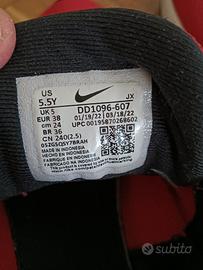 US
5.5Y
JX
UK 5
EUR 38
cm 24
BR 36
CN 240(2.5)
DD1096-607
01/19/22 03/18/22
UPC 00195870268602
MADE IN INDONESIA
FABRIQUÉ EN INDONÉSIE
HECHO EN INDONESIA
subito